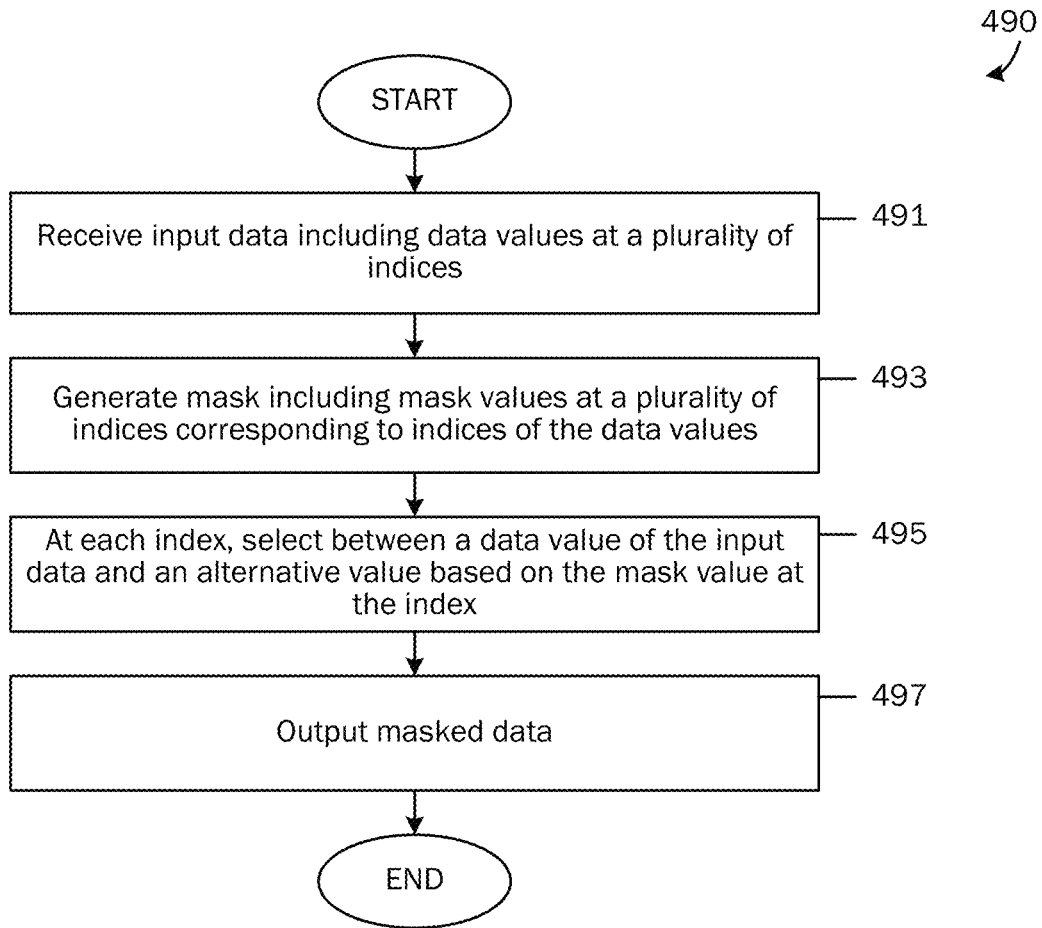 490
START
Receive input data including data values at a plurality of
indices
491
Generate mask including mask values at a plurality of
indices corresponding to indices of the data values
493
At each index, select between a data value of the input
data and an alternative value based on the mask value at
the index
495
Output masked data
497
END